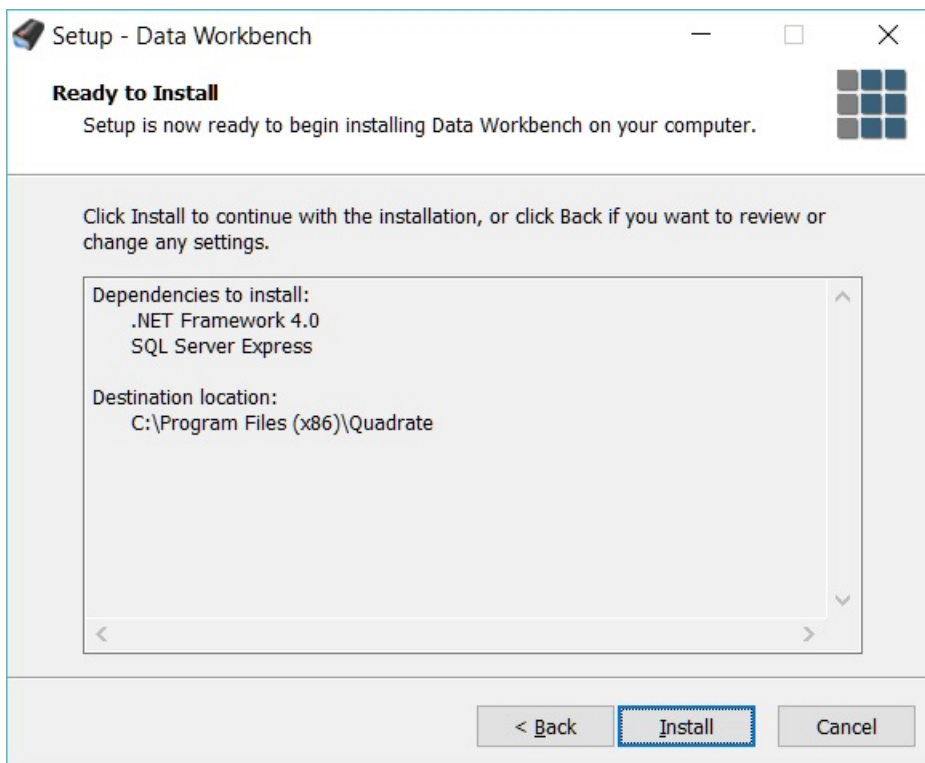 Setup - Data Workbench
Ready to Install
Setup is now ready to begin installing Data Workbench on your computer.
Click Install to continue with the installation, or click Back if you want to review or
change any settings.
Dependencies to install:
.NET Framework 4.0
SQL Server Express
Destination location:
C:\Program Files (x86)\Quadrate
< Back Install Cancel